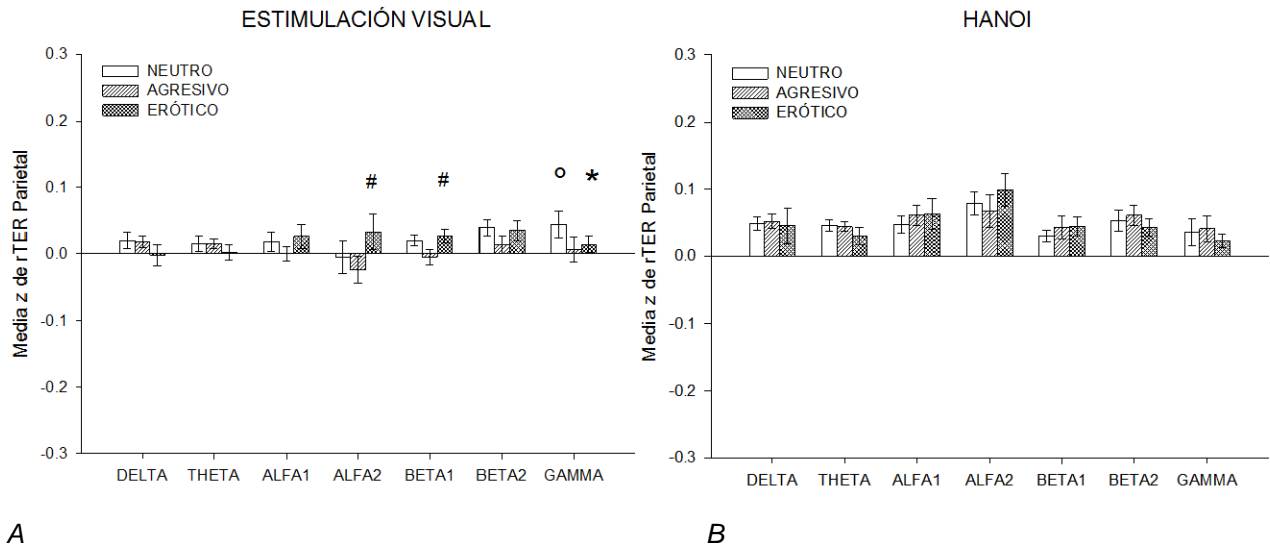 ESTIMULACIÓN VISUAL
0.3
0.2
0.1
0.0
-0.1
-0.2
-0.3
Media z de rTER Parietal
NEUTRO
AGRESIVO
ERÓTICO
#
#
° *
DELTA THETA ALFA1 ALFA2 BETA1 BETA2 GAMMA
A
HANOI
0.3
0.2
0.1
0.0
-0.1
-0.2
-0.3
Media z de rTER Parietal
NEUTRO
AGRESIVO
ERÓTICO
DELTA THETA ALFA1 ALFA2 BETA1 BETA2 GAMMA
B